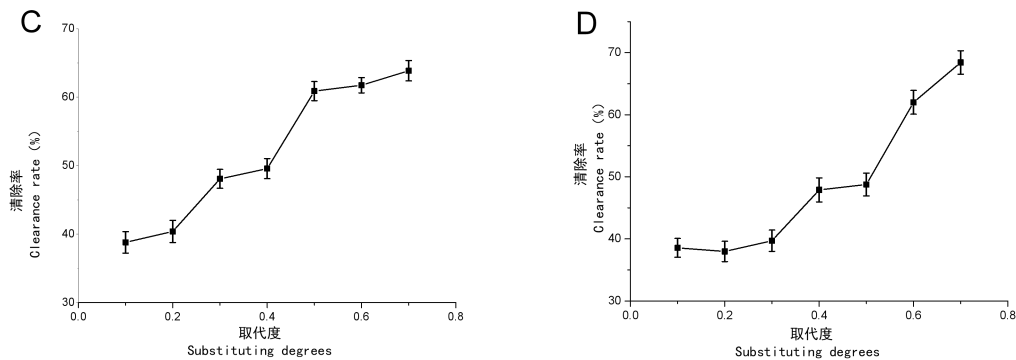 C
70
60
50
40
30
0.0 0.2 0.4 0.6 0.8
清除率
Clearance rate (%)
取代度
Substituting degrees
D
70
60
50
40
30
0.0 0.2 0.4 0.6 0.8
清除率
Clearance rate (%)
取代度
Substituting degrees